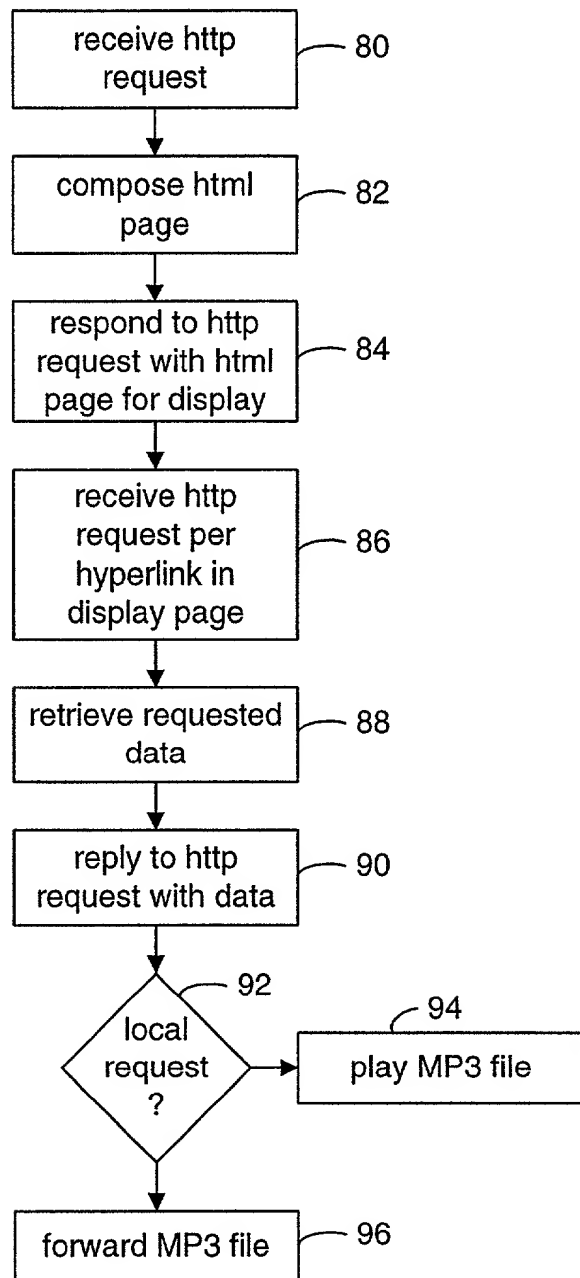 receive http
request
80
compose html
page
82
respond to http
request with html
page for display
84
receive http
request per
hyperlink in
display page
86
retrieve requested
data
88
reply to http
request with data
90
92
local
request
?
94
play MP3 file
forward MP3 file
96